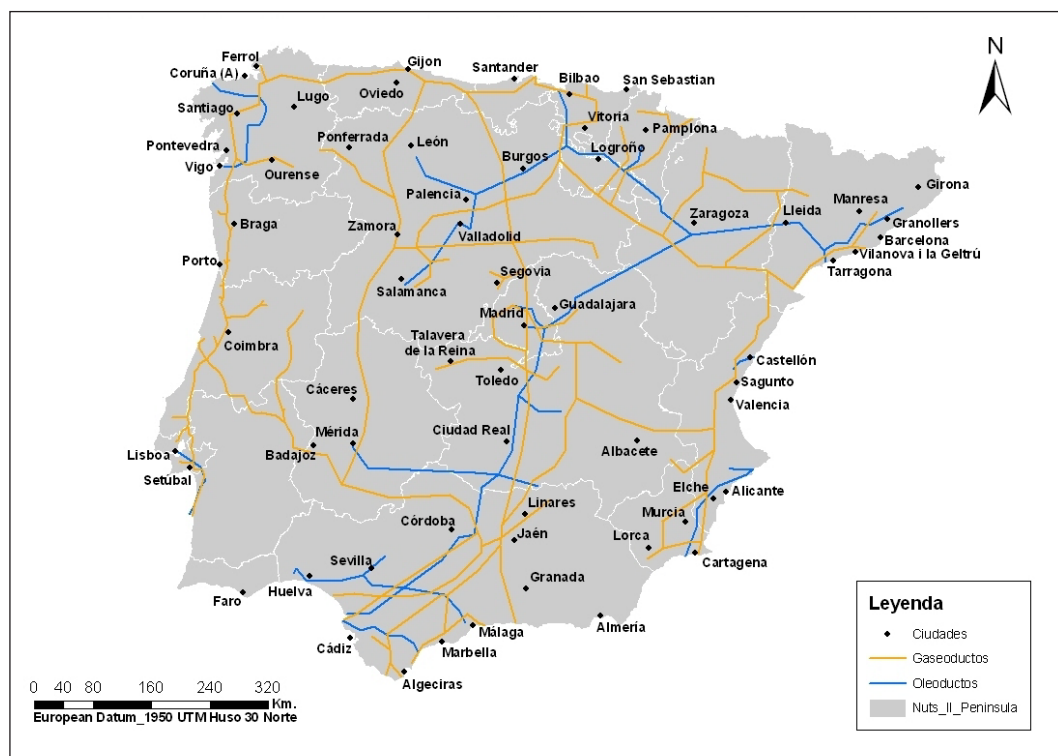 N
Ferrol
Coruña (A)
Gijon
Santander
Bilbao
San Sebastian
Oviedo
Lugo
Santiago
Vitoria
Pamplona
Ponferrada
León
Pontevedra
Logroño
Burgos
Vigo
Ourense
Girona
Palencia
Manresa
Braga
Zamora
Valladolid
Zaragoza
Lleida
Granollers
Barcelona
Vilanova i la Geltrú
Tarragona
Porto
Segovia
Salamanca
Guadalajara
Madrid
Coimbra
Talavera
de la Reina
Castellón
Toledo
Sagunto
Cáceres
Valencia
Mérida
Ciudad Real
Albacete
Lisboa
Badajoz
Setúbal
Elche
Alicante
Linares
Murcia
Córdoba
Jaén
Lorca
Cartagena
Sevilla
Granada
Huelva
Faro
Almería
Málaga
Cádiz
Marbella
Algeciras
Leyenda
Ciudades
Gaseoductos
Oleoductos
Nuts_II_Peninsula
0 40 80 160 240 320
Km.
European Datum_1950 UTM Huso 30 Norte